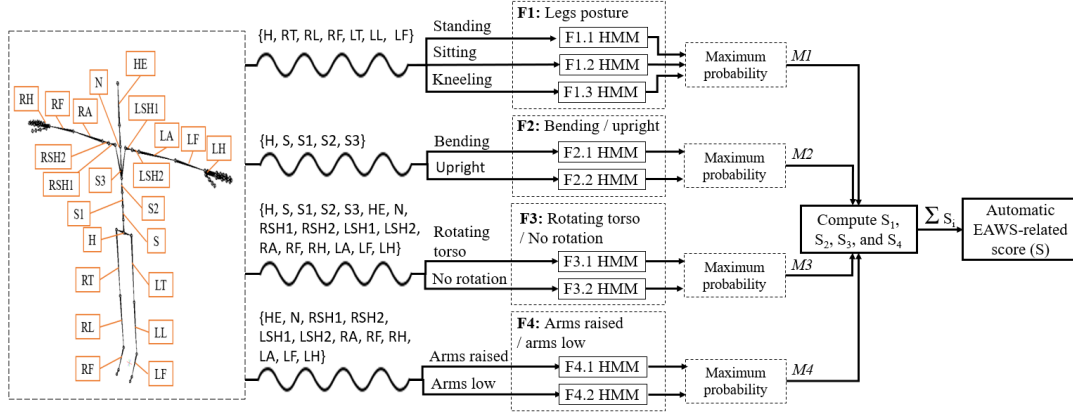 HE
N
RH
RF
RA
LSH1
LA
LF
LH
RSH2
RSH1
S3
LSH2
S1
S2
H
S
RT
LT
RL
LL
RF
LF
{H, RT, RL, RF, LT, LL, LF}
Standing
Sitting
Kneeling
F1: Legs posture
F1.1 HMM
F1.2 HMM
F1.3 HMM
Maximum
probability
M1
{H, S, S1, S2, S3}
Bending
Upright
F2: Bending / upright
F2.1 HMM
F2.2 HMM
Maximum
probability
M2
{H, S, S1, S2, S3, HE, N,
RSH1, RSH2, LSH1, LSH2,
RA, RF, RH, LA, LF, LH}
Rotating
torso
No rotation
F3: Rotating torso
/ No rotation
F3.1 HMM
F3.2 HMM
Maximum
probability
M3
{HE, N, RSH1, RSH2,
LSH1, LSH2, RA, RF, RH,
LA, LF, LH}
Arms raised
Arms low
F4: Arms raised
/ arms low
F4.1 HMM
F4.2 HMM
Maximum
probability
M4
Compute S1,
S2, S3, and S4
∑ Si
Automatic
EAWS-related
score (S)